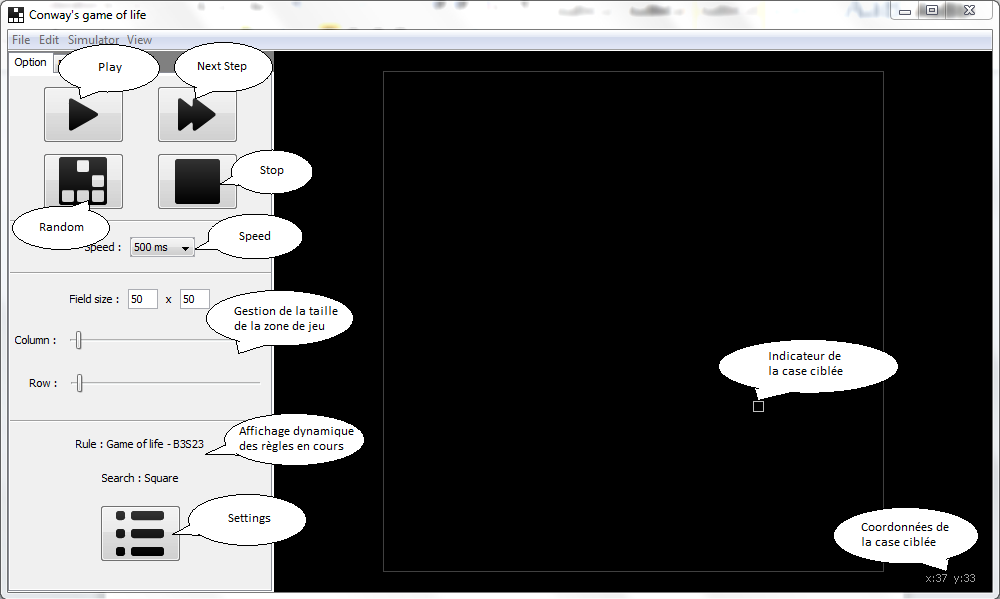 Conway's game of life
File Edit Simulator View
Option
Play
Next Step
Stop
Random
Speed :
500 ms
Speed
Field size : 50 x 50
Gestion de la taille
de la zone de jeu
Column :
Indicateur de
la case ciblée
Row :
Affichage dynamique
des règles en cours
Rule : Game of life - B3S23
Search : Square
Settings
Coordonnées de
la case ciblée
x:37 y:33